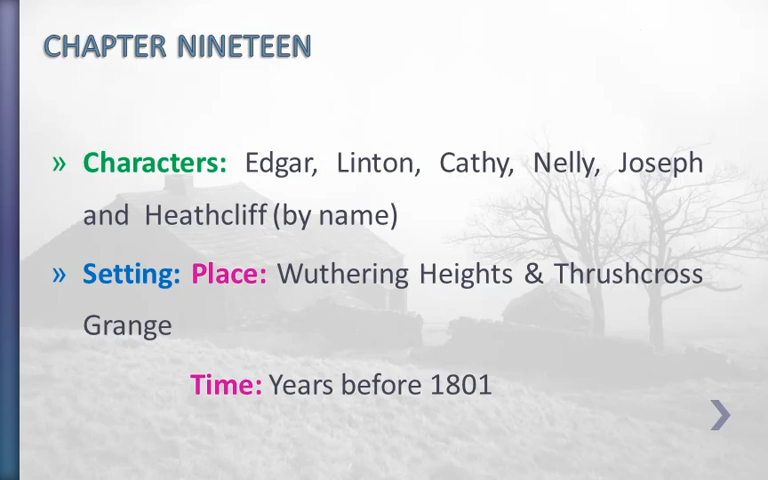 CHAPTER NINETEEN
» Characters: Edgar, Linton, Cathy, Nelly, Joseph
and Heathcliff (by name)
» Setting: Place: Wuthering Heights & Thrushcross
Grange
Time: Years before 1801